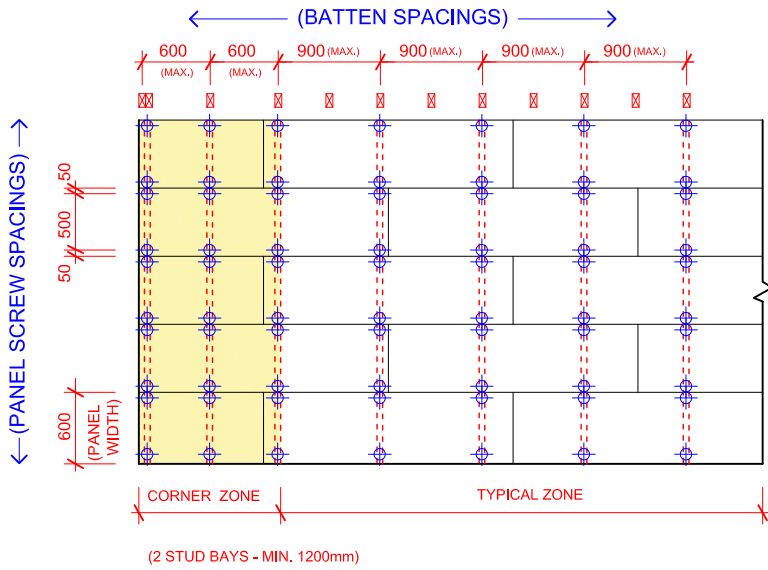 (BATTEN SPACINGS)
600 600 900 (MAX.) 900 (MAX.) 900 (MAX.) 900 (MAX.)
(MAX.) (MAX.)
(PANEL SCREW SPACINGS)
50
500
50
600
(PANEL
WIDTH)
CORNER ZONE TYPICAL ZONE
(2 STUD BAYS - MIN. 1200mm)